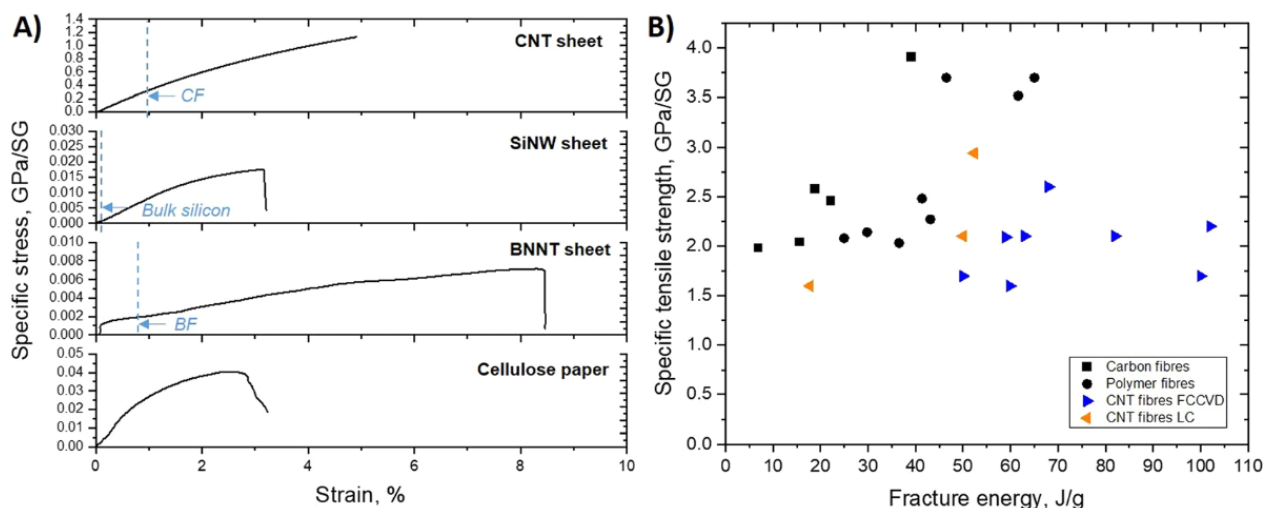 A)
Specific stress, GPa/SG
1.4
1.2
1.0
0.8
0.6
0.4
0.2
0.0
CNT sheet
CF
0.030
0.025
0.020
0.015
0.010
0.005
0.000
SiNW sheet
Bulk silicon
0.010
0.008
0.006
0.004
0.002
0.000
BNNT sheet
BF
0.05
0.04
0.03
0.02
0.01
0.00
Cellulose paper
0 2 4 6 8 10
Strain, %
B)
Specific tensile strength, GPa/SG
4.0
3.5
3.0
2.5
2.0
1.5
1.0
0.5
0.0
Carbon fibres
Polymer fibres
CNT fibres FCCVD
CNT fibres LC
0 10 20 30 40 50 60 70 80 90 100 110
Fracture energy, J/g